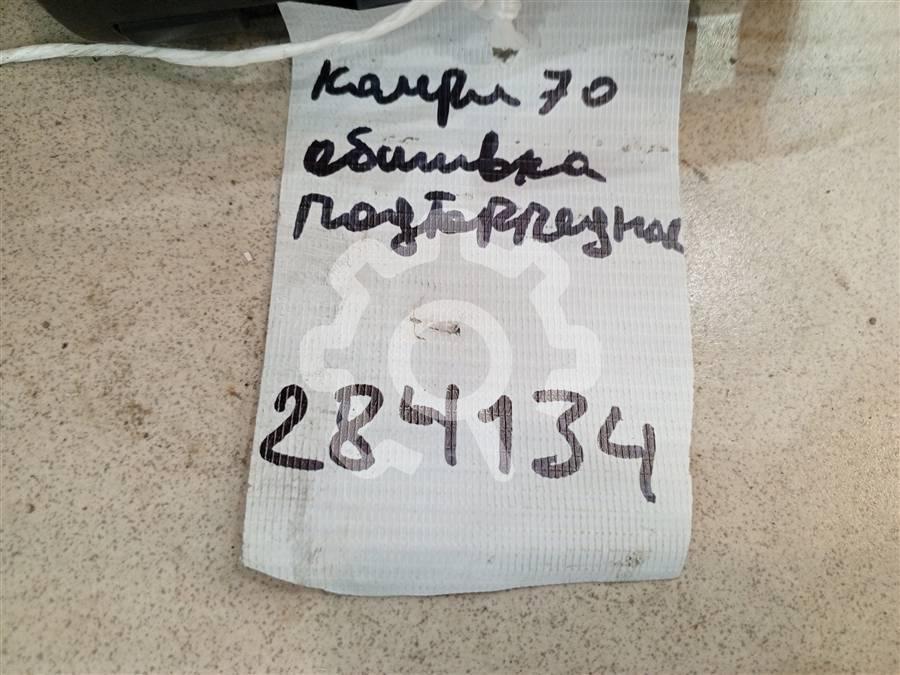 камри 70
обшивка
подторпедная
284134